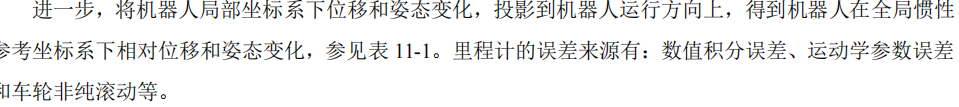 进一步，将机器人局部坐标系下位移和姿态变化，投影到机器人运行方向上，得到机器人在全局惯性
参考坐标系下相对位移和姿态变化，参见表 11-1。里程计的误差来源有：数值积分误差、运动学参数误差
和车轮非纯滚动等。